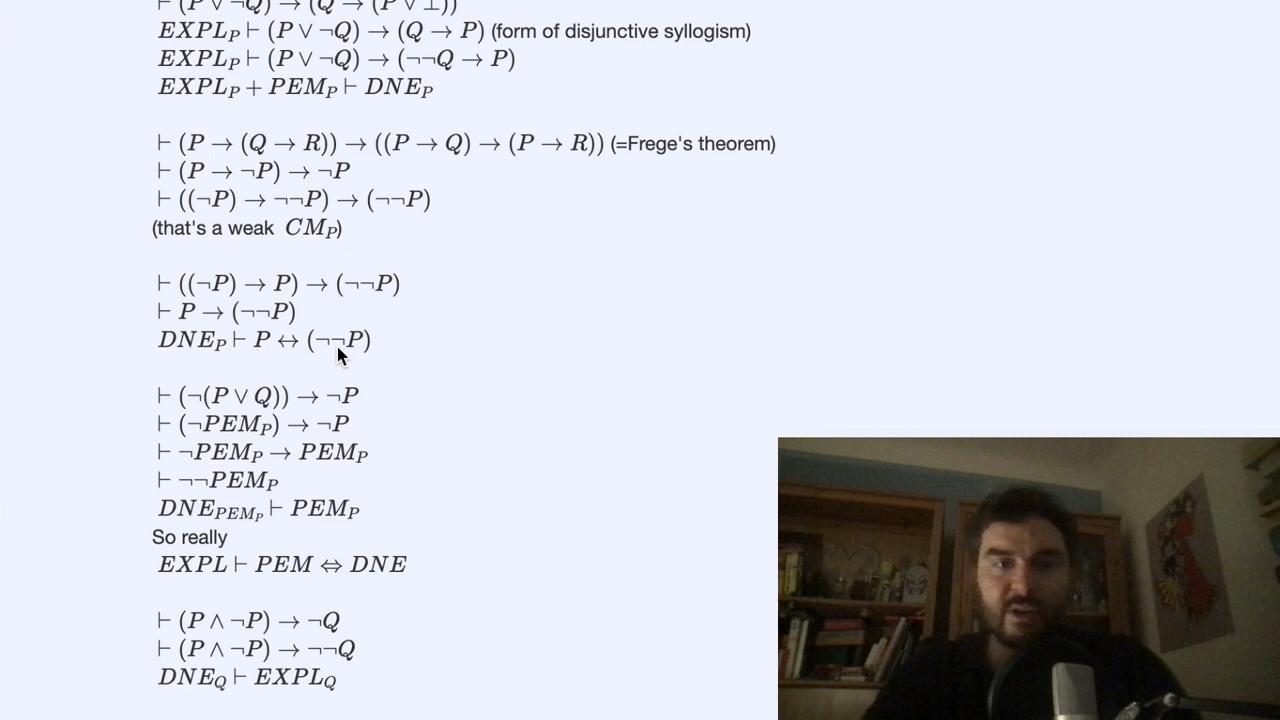 ⊢ (P ∨ ¬Q) → (Q → (P ∨ ⊥))
EXPL_P ⊢ (P ∨ ¬Q) → (Q → P) (form of disjunctive syllogism)
EXPL_P ⊢ (P ∨ ¬Q) → (¬¬Q → P)
EXPL_P + PEM_P ⊢ DNE_P
⊢ (P → (Q → R)) → ((P → Q) → (P → R)) (=Frege's theorem)
⊢ (P → ¬P) → ¬P
⊢ ((¬P) → ¬¬P) → (¬¬P)
(that's a weak CM_P)
⊢ ((¬P) → P) → (¬¬P)
⊢ P → (¬¬P)
DNE_P ⊢ P ↔ (¬¬P)
⊢ (¬(P ∨ Q)) → ¬P
⊢ (¬PEM_P) → ¬P
⊢ ¬PEM_P → PEM_P
⊢ ¬¬PEM_P
DNE_{PEM_P} ⊢ PEM_P
So really
EXPL ⊢ PEM ⇔ DNE
⊢ (P ∧ ¬P) → ¬Q
⊢ (P ∧ ¬P) → ¬¬Q
DNE_Q ⊢ EXPL_Q